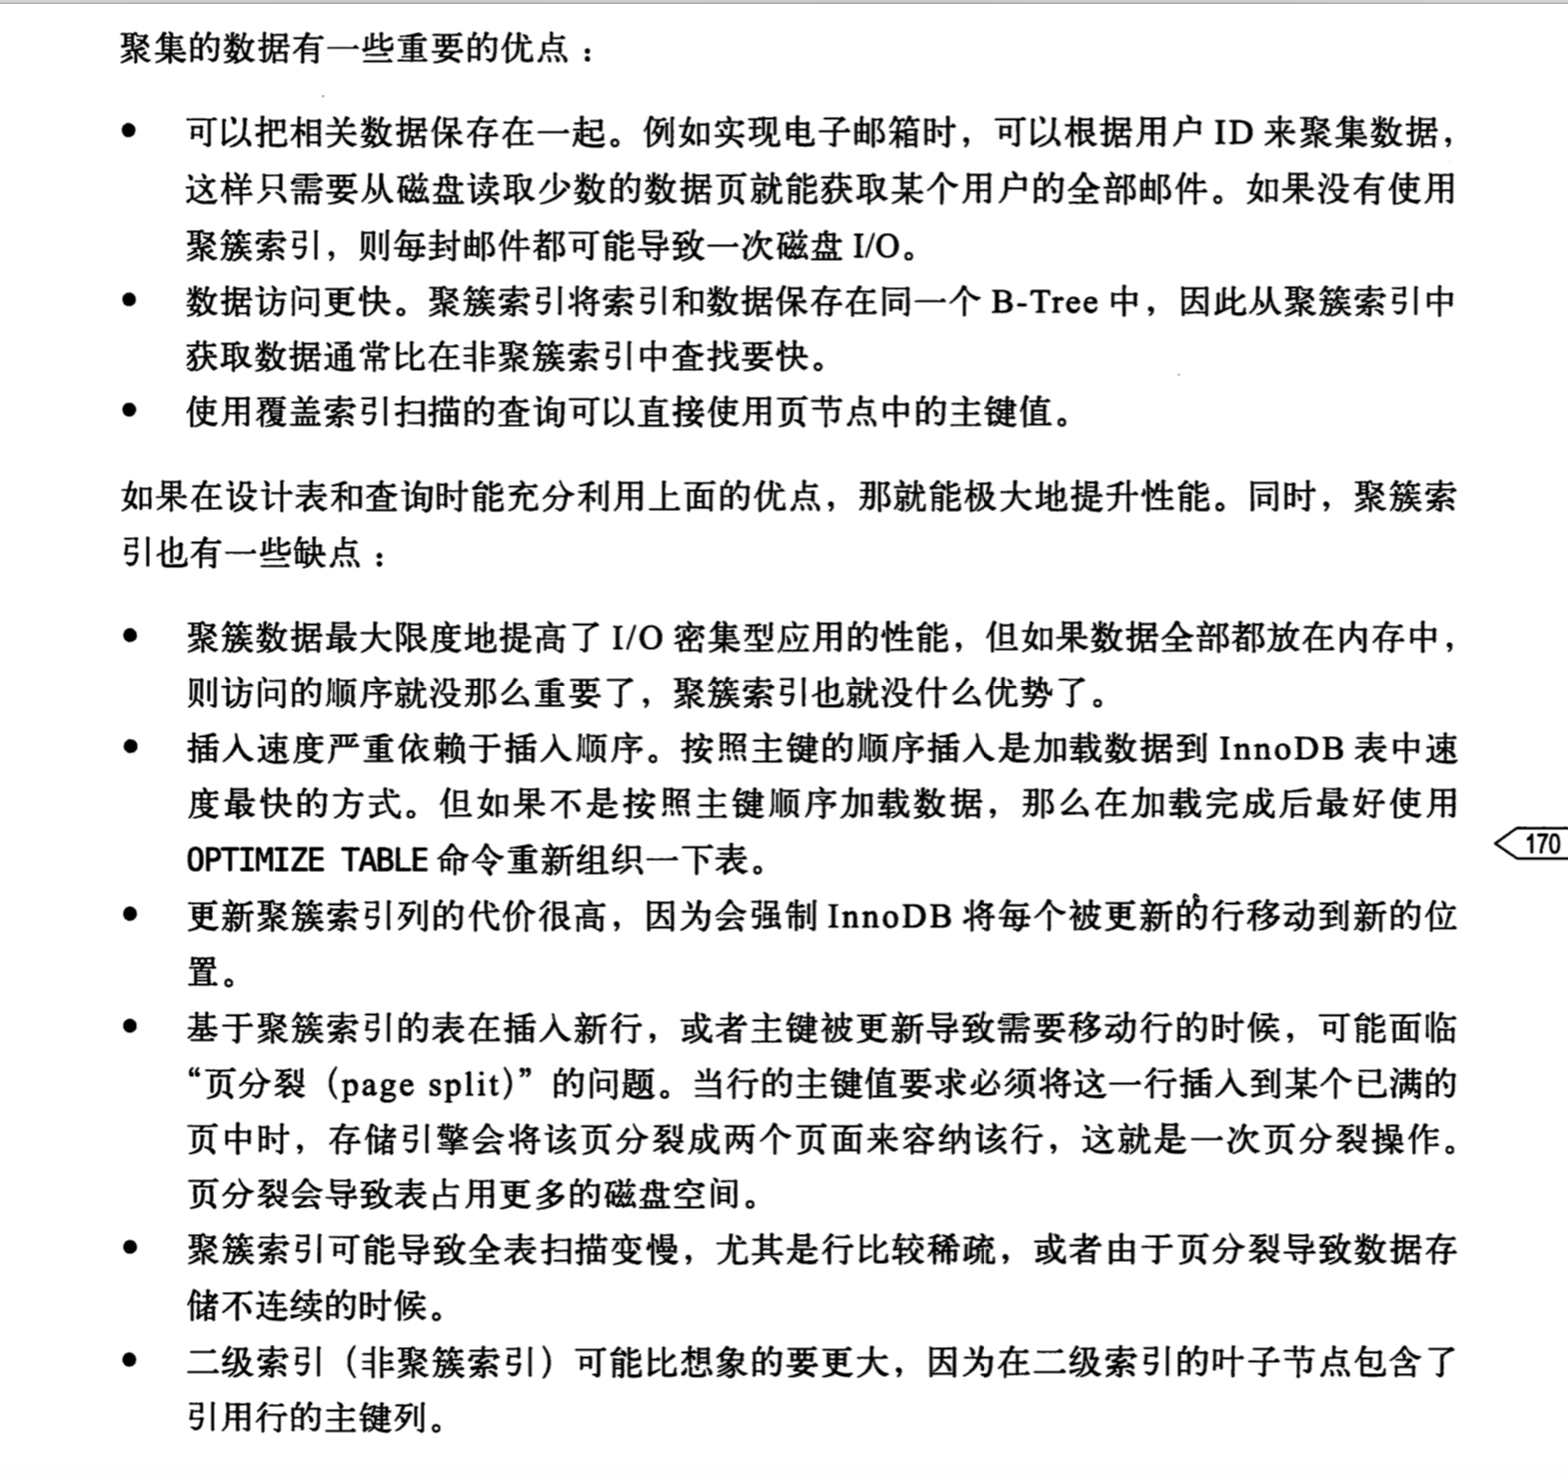 聚集的数据有一些重要的优点：
● 可以把相关数据保存在一起。例如实现电子邮箱时，可以根据用户 ID 来聚集数据，
这样只需要从磁盘读取少数的数据页就能获取某个用户的全部邮件。如果没有使用
聚簇索引，则每封邮件都可能导致一次磁盘 I/O。
● 数据访问更快。聚簇索引将索引和数据保存在同一个 B-Tree 中，因此从聚簇索引中
获取数据通常比在非聚簇索引中查找要快。
● 使用覆盖索引扫描的查询可以直接使用页节点中的主键值。
如果在设计表和查询时能充分利用上面的优点，那就能极大地提升性能。同时，聚簇索
引也有一些缺点：
● 聚簇数据最大限度地提高了 I/O 密集型应用的性能，但如果数据全部都放在内存中，
则访问的顺序就没那么重要了，聚簇索引也就没什么优势了。
● 插入速度严重依赖于插入顺序。按照主键的顺序插入是加载数据到 InnoDB 表中速
度最快的方式。但如果不是按照主键顺序加载数据，那么在加载完成后最好使用
170
OPTIMIZE TABLE 命令重新组织一下表。
● 更新聚簇索引列的代价很高，因为会强制 InnoDB 将每个被更新的行移动到新的位
置。
● 基于聚簇索引的表在插入新行，或者主键被更新导致需要移动行的时候，可能面临
“页分裂（page split）”的问题。当行的主键值要求必须将这一行插入到某个已满的
页中时，存储引擎会将该页分裂成两个页面来容纳该行，这就是一次页分裂操作。
页分裂会导致表占用更多的磁盘空间。
● 聚簇索引可能导致全表扫描变慢，尤其是行比较稀疏，或者由于页分裂导致数据存
储不连续的时候。
● 二级索引（非聚簇索引）可能比想象的要更大，因为在二级索引的叶子节点包含了
引用行的主键列。